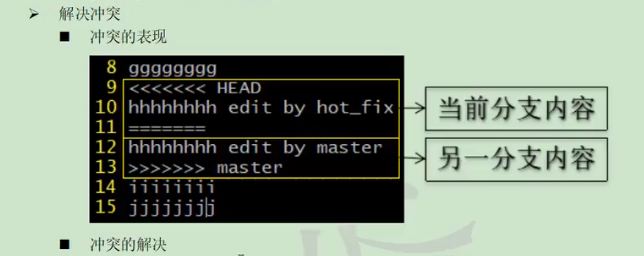 ➢ 解决冲突
■ 冲突的表现
8 gggggggg
9 <<<<<<< HEAD
10 hhhhhhhh edit by hot_fix
11 =======
当前分支内容
12 hhhhhhhh edit by master
13 >>>>>>> master
另一分支内容
14 iiiiiiii
15 jjjjjjjj
■ 冲突的解决